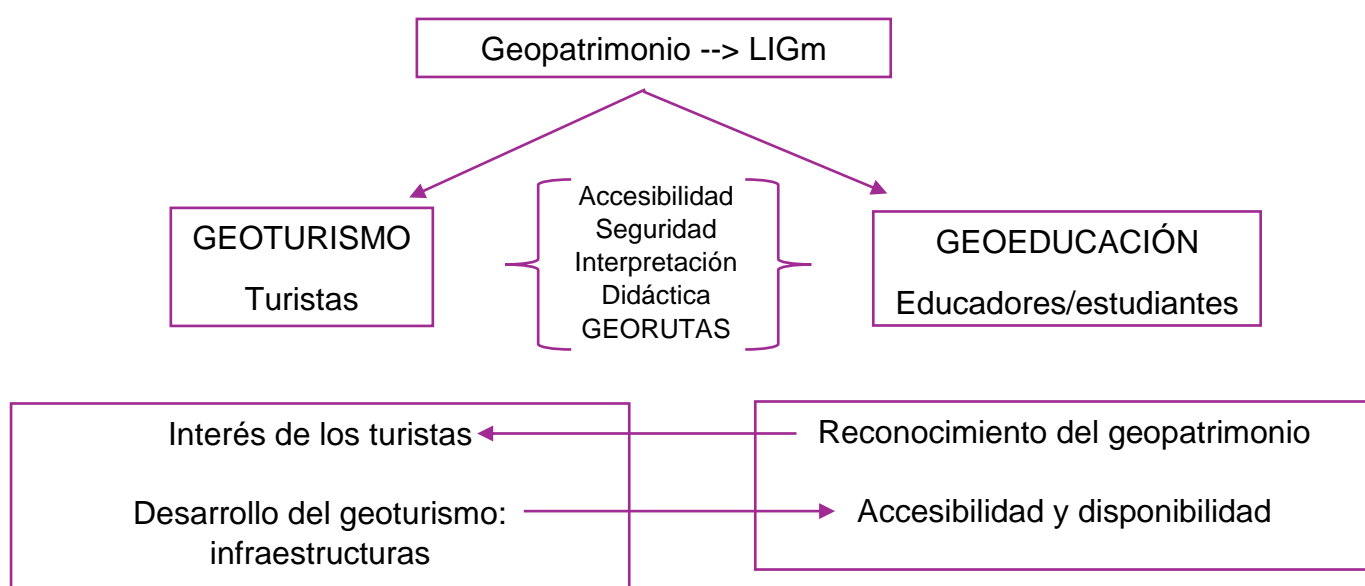 Geopatrimonio --> LIGm
GEOTURISMO
Turistas
Accesibilidad
Seguridad
Interpretación
Didáctica
GEORUTAS
GEOEDUCACIÓN
Educadores/estudiantes
Interés de los turistas
Desarrollo del geoturismo:
infraestructuras
Reconocimiento del geopatrimonio
Accesibilidad y disponibilidad